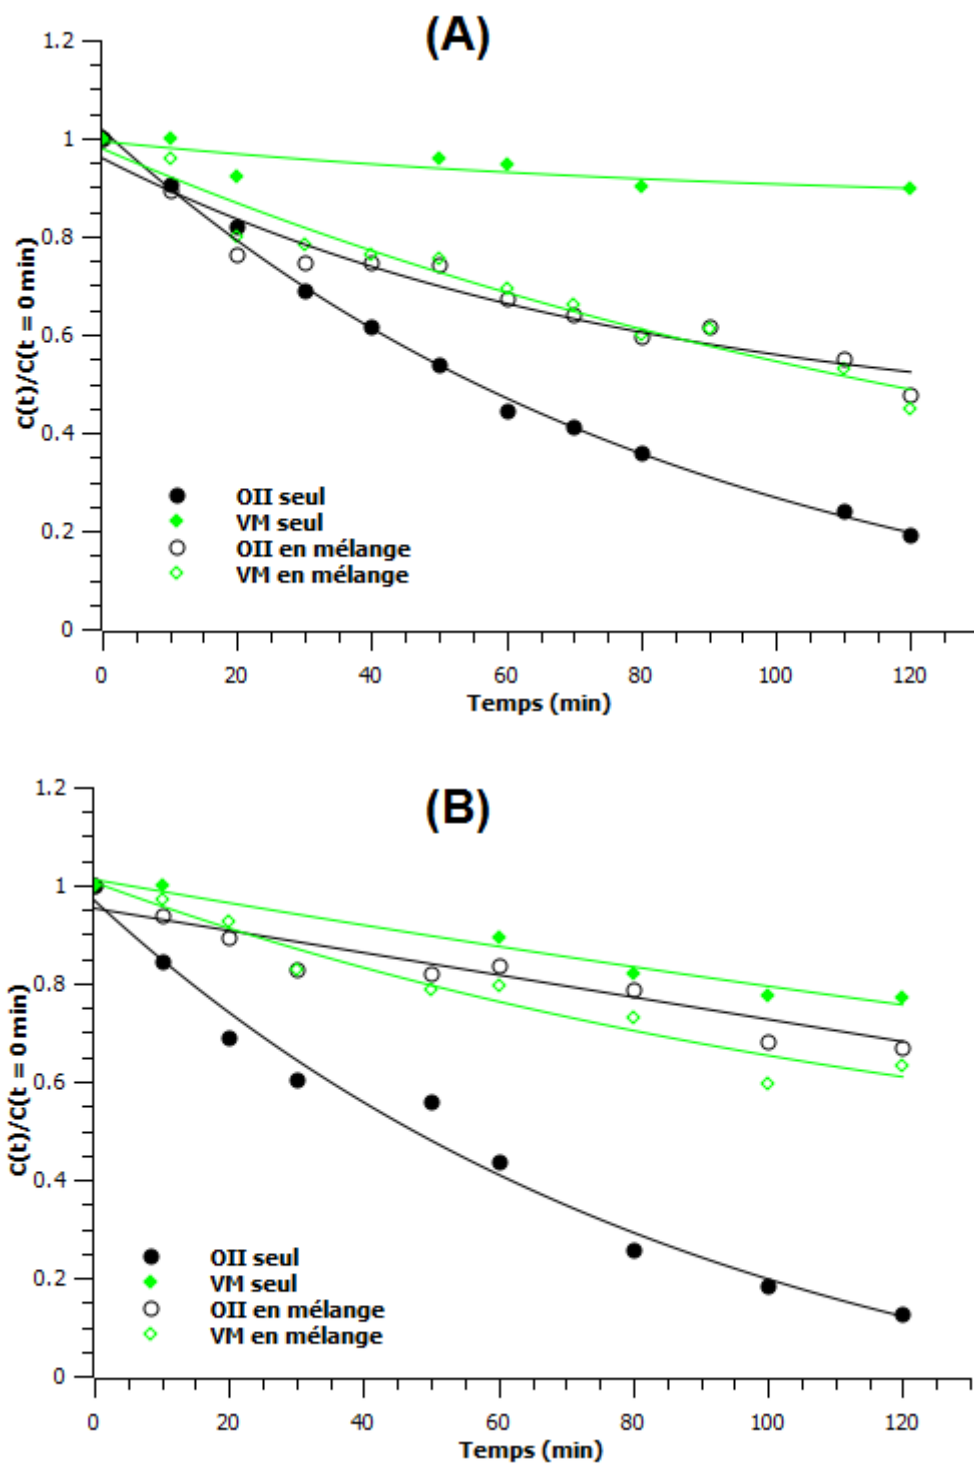 (A)
1.2
1
0.8
0.6
0.4
0.2
0
C(t)/C(t = 0 min)
OII seul
VM seul
OII en mélange
VM en mélange
0 20 40 60 80 100 120
Temps (min)
(B)
1.2
1
0.8
0.6
0.4
0.2
0
C(t)/C(t = 0 min)
OII seul
VM seul
OII en mélange
VM en mélange
0 20 40 60 80 100 120
Temps (min)